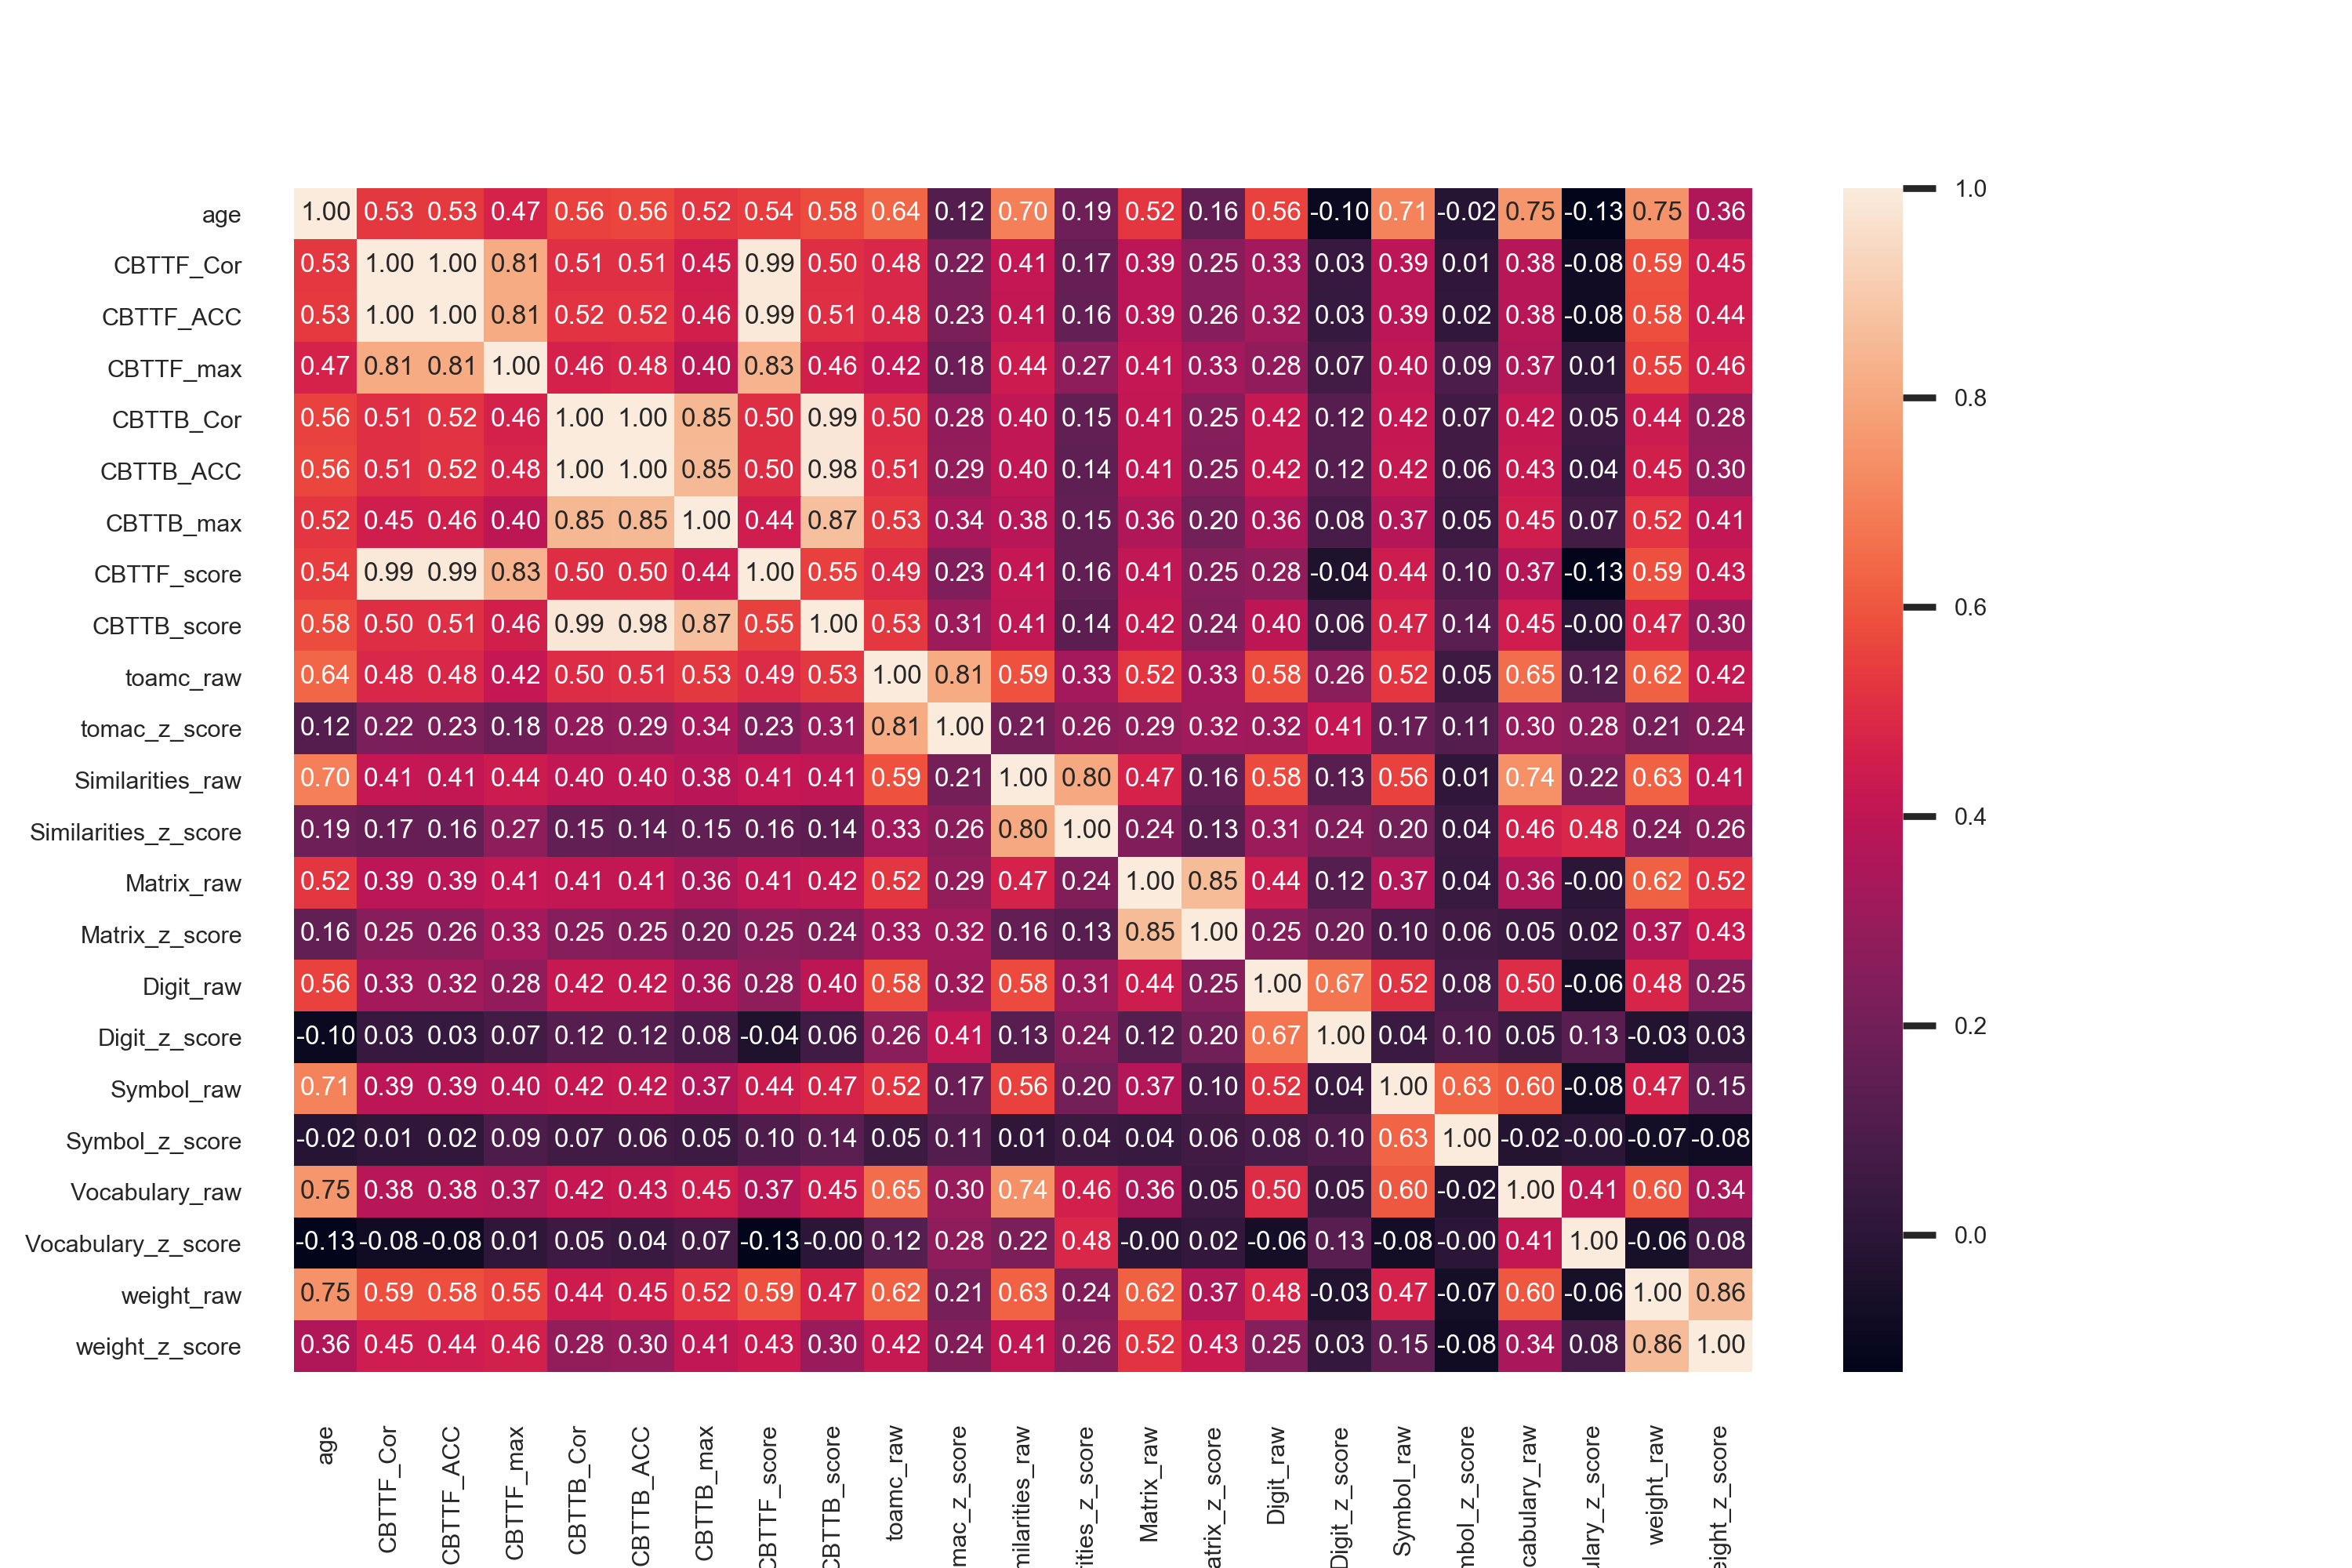 age 1.00 0.53 0.53 0.47 0.56 0.56 0.52 0.54 0.58 0.64 0.12 0.70 0.19 0.52 0.16 0.56 -0.10 0.71 -0.02 0.75 -0.13 0.75 0.36 1.0
CBTTF_Cor 0.53 1.00 1.00 0.81 0.51 0.51 0.45 0.99 0.50 0.48 0.22 0.41 0.17 0.39 0.25 0.33 0.03 0.39 0.01 0.38 -0.08 0.59 0.45
CBTTF_ACC 0.53 1.00 1.00 0.81 0.52 0.52 0.46 0.99 0.51 0.48 0.23 0.41 0.16 0.39 0.26 0.32 0.03 0.39 0.02 0.38 -0.08 0.58 0.44
CBTTF_max 0.47 0.81 0.81 1.00 0.46 0.48 0.40 0.83 0.46 0.42 0.18 0.44 0.27 0.41 0.33 0.28 0.07 0.40 0.09 0.37 0.01 0.55 0.46
0.8
CBTTB_Cor 0.56 0.51 0.52 0.46 1.00 1.00 0.85 0.50 0.99 0.50 0.28 0.40 0.15 0.41 0.25 0.42 0.12 0.42 0.07 0.42 0.05 0.44 0.28
CBTTB_ACC 0.56 0.51 0.52 0.48 1.00 1.00 0.85 0.50 0.98 0.51 0.29 0.40 0.14 0.41 0.25 0.42 0.12 0.42 0.06 0.43 0.04 0.45 0.30
CBTTB_max 0.52 0.45 0.46 0.40 0.85 0.85 1.00 0.44 0.87 0.53 0.34 0.38 0.15 0.36 0.20 0.36 0.08 0.37 0.05 0.45 0.07 0.52 0.41
CBTTF_score 0.54 0.99 0.99 0.83 0.50 0.50 0.44 1.00 0.55 0.49 0.23 0.41 0.16 0.41 0.25 0.28 -0.04 0.44 0.10 0.37 -0.13 0.59 0.43
0.6
CBTTB_score 0.58 0.50 0.51 0.46 0.99 0.98 0.87 0.55 1.00 0.53 0.31 0.41 0.14 0.42 0.24 0.40 0.06 0.47 0.14 0.45 -0.00 0.47 0.30
toamc_raw 0.64 0.48 0.48 0.42 0.50 0.51 0.53 0.49 0.53 1.00 0.81 0.59 0.33 0.52 0.33 0.58 0.26 0.52 0.05 0.65 0.12 0.62 0.42
tomac_z_score 0.12 0.22 0.23 0.18 0.28 0.29 0.34 0.23 0.31 0.81 1.00 0.21 0.26 0.29 0.32 0.32 0.41 0.17 0.11 0.30 0.28 0.21 0.24
Similarities_raw 0.70 0.41 0.41 0.44 0.40 0.40 0.38 0.41 0.41 0.59 0.21 1.00 0.80 0.47 0.16 0.58 0.13 0.56 0.01 0.74 0.22 0.63 0.41
0.4
Similarities_z_score 0.19 0.17 0.16 0.27 0.15 0.14 0.15 0.16 0.14 0.33 0.26 0.80 1.00 0.24 0.13 0.31 0.24 0.20 0.04 0.46 0.48 0.24 0.26
Matrix_raw 0.52 0.39 0.39 0.41 0.41 0.41 0.36 0.41 0.42 0.52 0.29 0.47 0.24 1.00 0.85 0.44 0.12 0.37 0.04 0.36 -0.00 0.62 0.52
Matrix_z_score 0.16 0.25 0.26 0.33 0.25 0.25 0.20 0.25 0.24 0.33 0.32 0.16 0.13 0.85 1.00 0.25 0.20 0.10 0.06 0.05 0.02 0.37 0.43
Digit_raw 0.56 0.33 0.32 0.28 0.42 0.42 0.36 0.28 0.40 0.58 0.32 0.58 0.31 0.44 0.25 1.00 0.67 0.52 0.08 0.50 -0.06 0.48 0.25
0.2
Digit_z_score -0.10 0.03 0.03 0.07 0.12 0.12 0.08 -0.04 0.06 0.26 0.41 0.13 0.24 0.12 0.20 0.67 1.00 0.04 0.10 0.05 0.13 -0.03 0.03
Symbol_raw 0.71 0.39 0.39 0.40 0.42 0.42 0.37 0.44 0.47 0.52 0.17 0.56 0.20 0.37 0.10 0.52 0.04 1.00 0.63 0.60 -0.08 0.47 0.15
Symbol_z_score -0.02 0.01 0.02 0.09 0.07 0.06 0.05 0.10 0.14 0.05 0.11 0.01 0.04 0.04 0.06 0.08 0.10 0.63 1.00 -0.02 -0.00 -0.07 -0.08
Vocabulary_raw 0.75 0.38 0.38 0.37 0.42 0.43 0.45 0.37 0.45 0.65 0.30 0.74 0.46 0.36 0.05 0.50 0.05 0.60 -0.02 1.00 0.41 0.60 0.34
0.0
Vocabulary_z_score -0.13 -0.08 -0.08 0.01 0.05 0.04 0.07 -0.13 -0.00 0.12 0.28 0.22 0.48 -0.00 0.02 -0.06 0.13 -0.08 -0.00 0.41 1.00 -0.06 0.08
weight_raw 0.75 0.59 0.58 0.55 0.44 0.45 0.52 0.59 0.47 0.62 0.21 0.63 0.24 0.62 0.37 0.48 -0.03 0.47 -0.07 0.60 -0.06 1.00 0.86
weight_z_score 0.36 0.45 0.44 0.46 0.28 0.30 0.41 0.43 0.30 0.42 0.24 0.41 0.26 0.52 0.43 0.25 0.03 0.15 -0.08 0.34 0.08 0.86 1.00
age
CBTTF_Cor
CBTTF_ACC
CBTTF_max
CBTTB_Cor
CBTTB_ACC
CBTTB_max
CBTTF_score
CBTTB_score
toamc_raw
mac_z_score
milarities_raw
rities_z_score
Matrix_raw
atrix_z_score
Digit_raw
Digit_z_score
Symbol_raw
mbol_z_score
cabulary_raw
ulary_z_score
weight_raw
eight_z_score